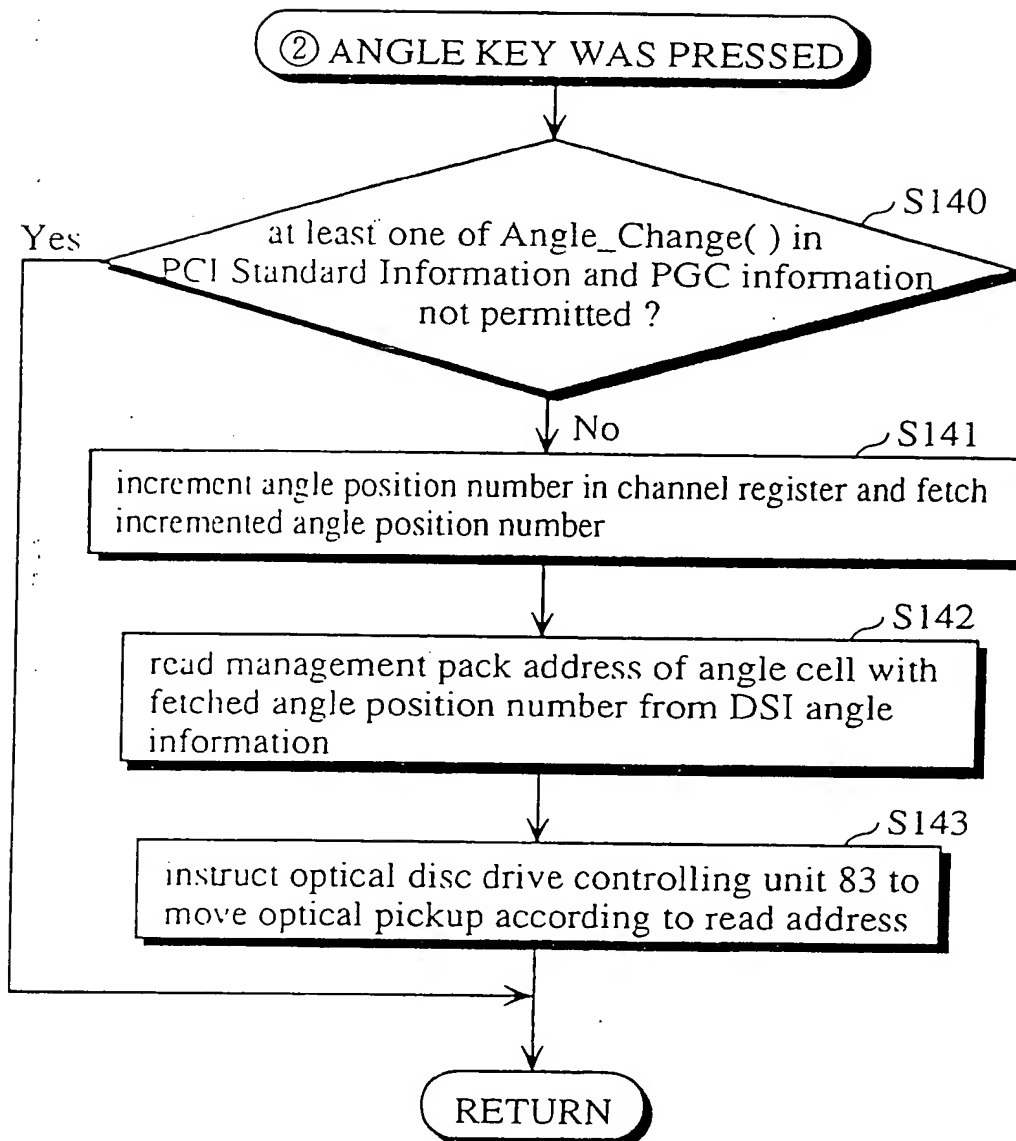 ② ANGLE KEY WAS PRESSED
S140
Yes
at least one of Angle_Change( ) in
PCI Standard Information and PGC information
not permitted ?
No
S141
increment angle position number in channel register and fetch
incremented angle position number
S142
read management pack address of angle cell with
fetched angle position number from DSI angle
information
S143
instruct optical disc drive controlling unit 83 to
move optical pickup according to read address
RETURN